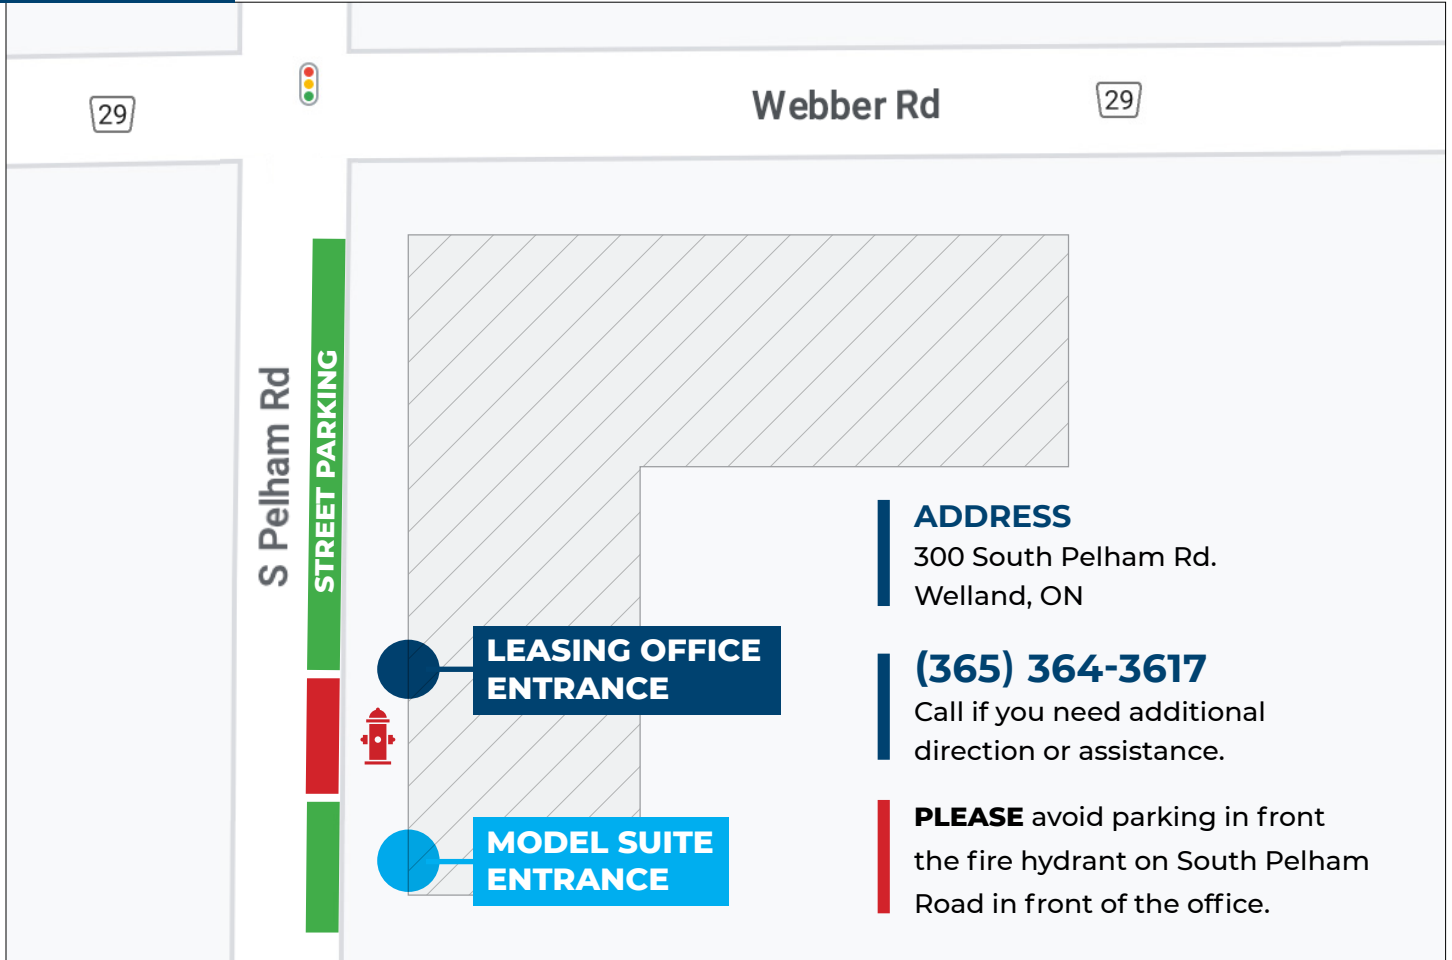 29
Webber Rd
29
S Pelham Rd
STREET PARKING
LEASING OFFICE
ENTRANCE
MODEL SUITE
ENTRANCE
ADDRESS
300 South Pelham Rd.
Welland, ON
(365) 364-3617
Call if you need additional
direction or assistance.
PLEASE avoid parking in front
the fire hydrant on South Pelham
Road in front of the office.